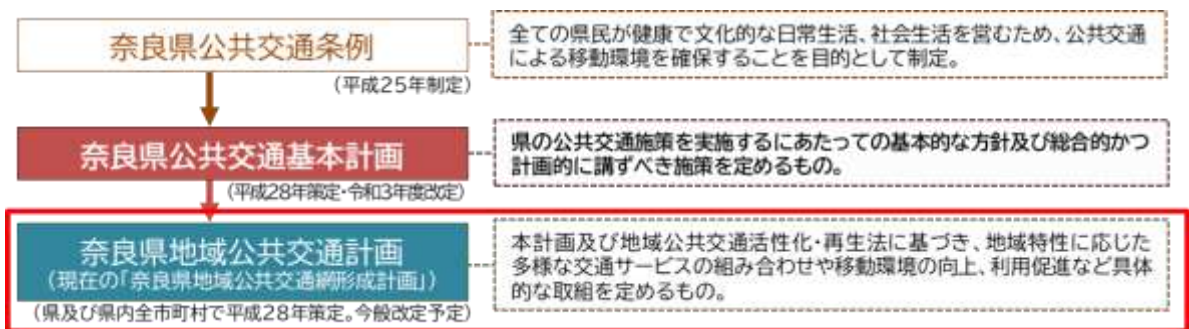 奈良県公共交通条例
(平成25年制定)
全ての県民が健康で文化的な日常生活、社会生活を営むため、公共交通
による移動環境を確保することを目的として制定。
奈良県公共交通基本計画
(平成28年策定・令和3年度改定)
県の公共交通施策を実施するにあたっての基本的な方針及び総合的かつ
計画的に講ずべき施策を定めるもの。
奈良県地域公共交通計画
(現在の「奈良県地域公共交通網形成計画」)
(県及び県内全市町村で平成28年策定。今般改定予定)
本計画及び地域公共交通活性化・再生法に基づき、地域特性に応じた
多様な交通サービスの組み合わせや移動環境の向上、利用促進など具体
的な取組を定めるもの。